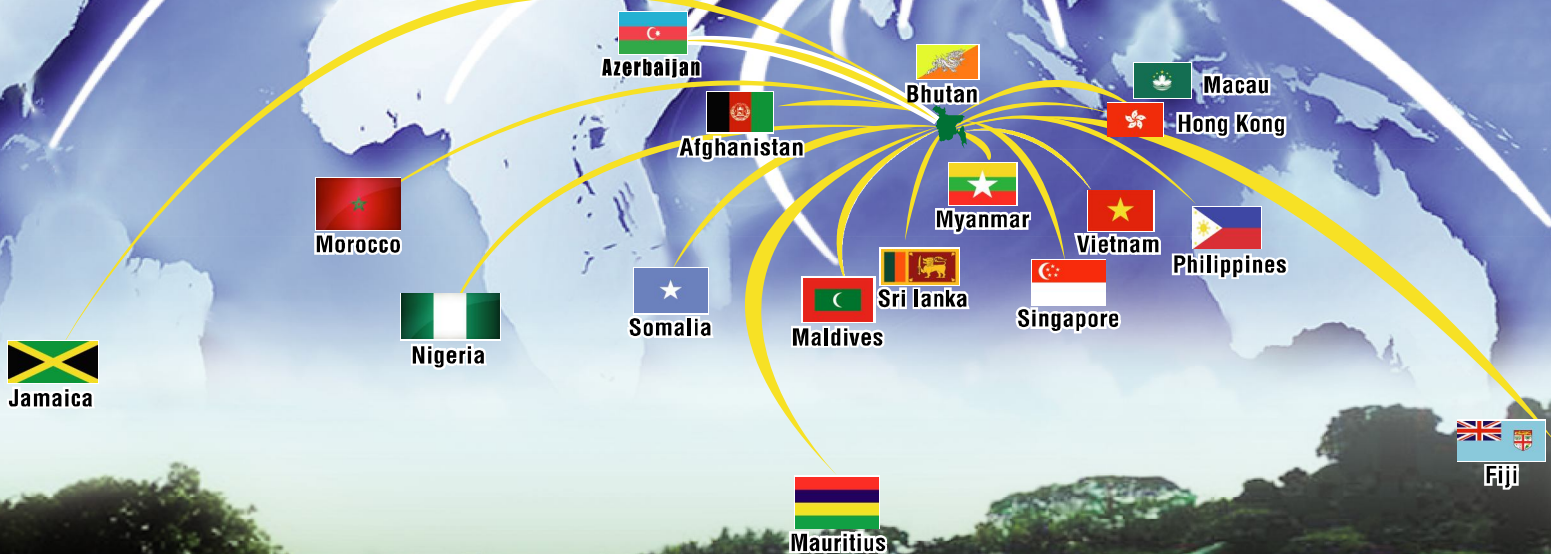 Azerbaijan
Bhutan
Macau
Hong Kong
Afghanistan
Myanmar
Morocco
Vietnam
Philippines
Sri lanka
Singapore
Somalia
Maldives
Nigeria
Jamaica
Fiji
Mauritius